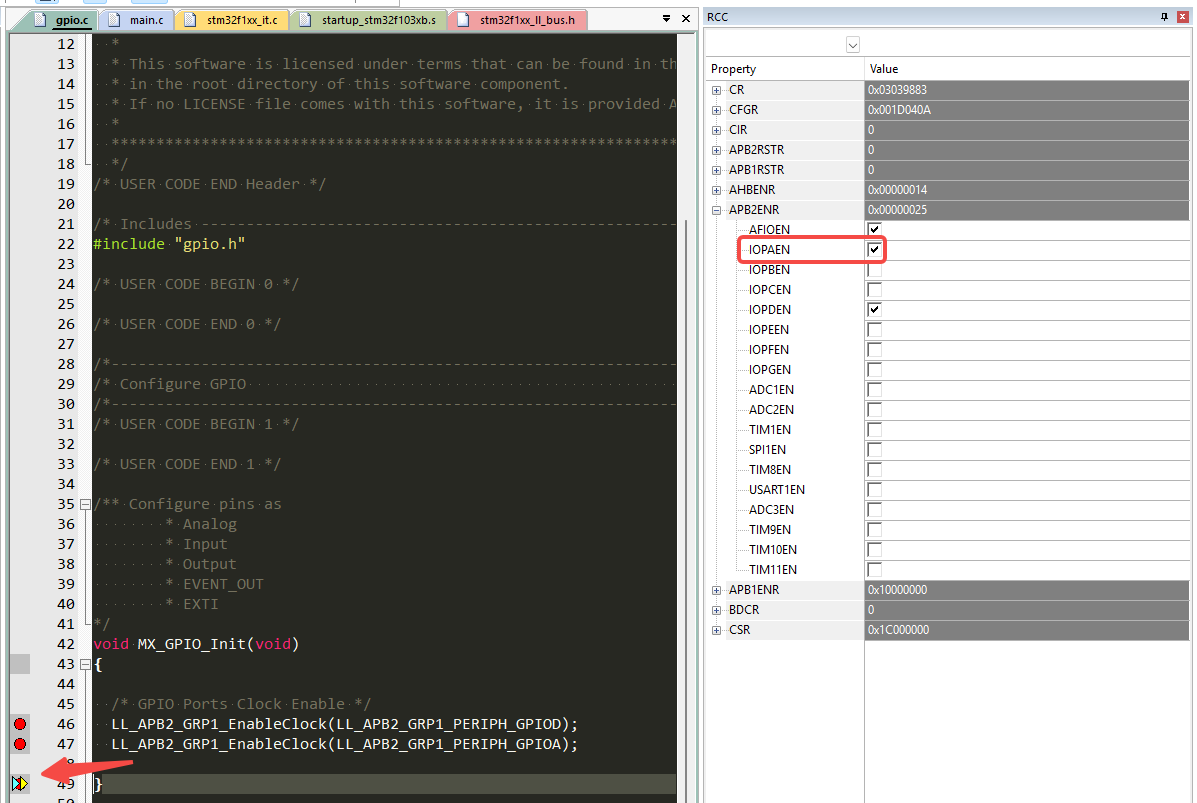 gpio.c main.c stm32f1xx_it.c startup_stm32f103xb.s stm32f1xx_ll_bus.h
12 *
13 * This software is licensed under terms that can be found in th
14 * in the root directory of this software component.
15 * If no LICENSE file comes with this software, it is provided A
16 *
17 ******************************************************************
18 */
19 /* USER CODE END Header */
20
21 /* Includes ------------------------------------------------------
22 #include "gpio.h"
23
24 /* USER CODE BEGIN 0 */
25
26 /* USER CODE END 0 */
27
28 /*----------------------------------------------------------------
29 /* Configure GPIO
30 /*----------------------------------------------------------------
31 /* USER CODE BEGIN 1 */
32
33 /* USER CODE END 1 */
34
35 /** Configure pins as
36 * Analog
37 * Input
38 * Output
39 * EVENT_OUT
40 * EXTI
41 */
42 void MX_GPIO_Init(void)
43 {
44
45 /* GPIO Ports Clock Enable */
46 LL_APB2_GRP1_EnableClock(LL_APB2_GRP1_PERIPH_GPIOD);
47 LL_APB2_GRP1_EnableClock(LL_APB2_GRP1_PERIPH_GPIOA);
49 }
RCC
Property Value
CR 0x03039883
CFGR 0x001D040A
CIR 0
APB2RSTR 0
APB1RSTR 0
AHBENR 0x00000014
APB2ENR 0x00000025
AFIOEN
IOPAEN
IOPBEN
IOPCEN
IOPDEN
IOPEEN
IOPFEN
IOPGEN
ADC1EN
ADC2EN
TIM1EN
SPI1EN
TIM8EN
USART1EN
ADC3EN
TIM9EN
TIM10EN
TIM11EN
APB1ENR 0x10000000
BDCR 0
CSR 0x1C000000